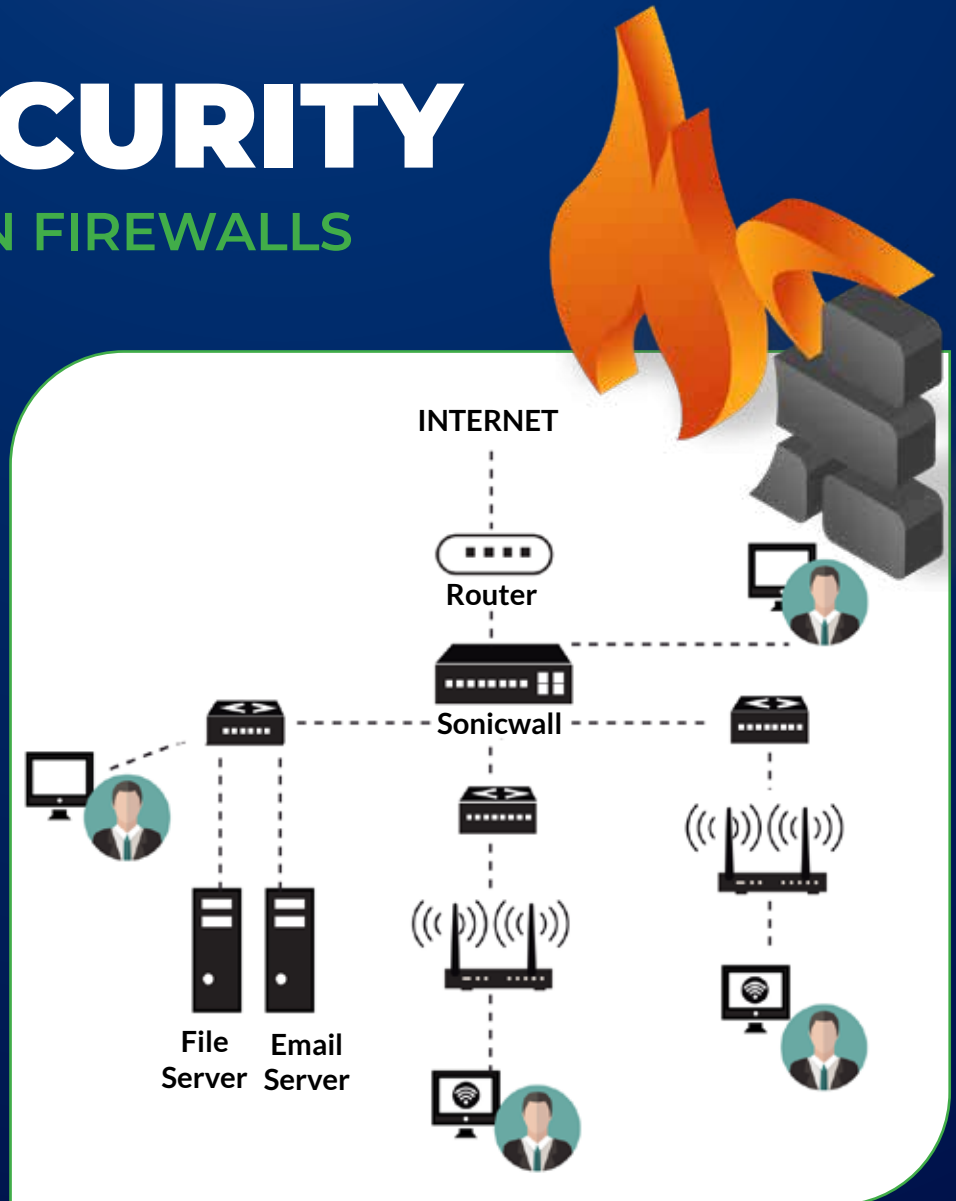 CURITY
N FIREWALLS
INTERNET
Router
Sonicwall
File
Server
Email
Server